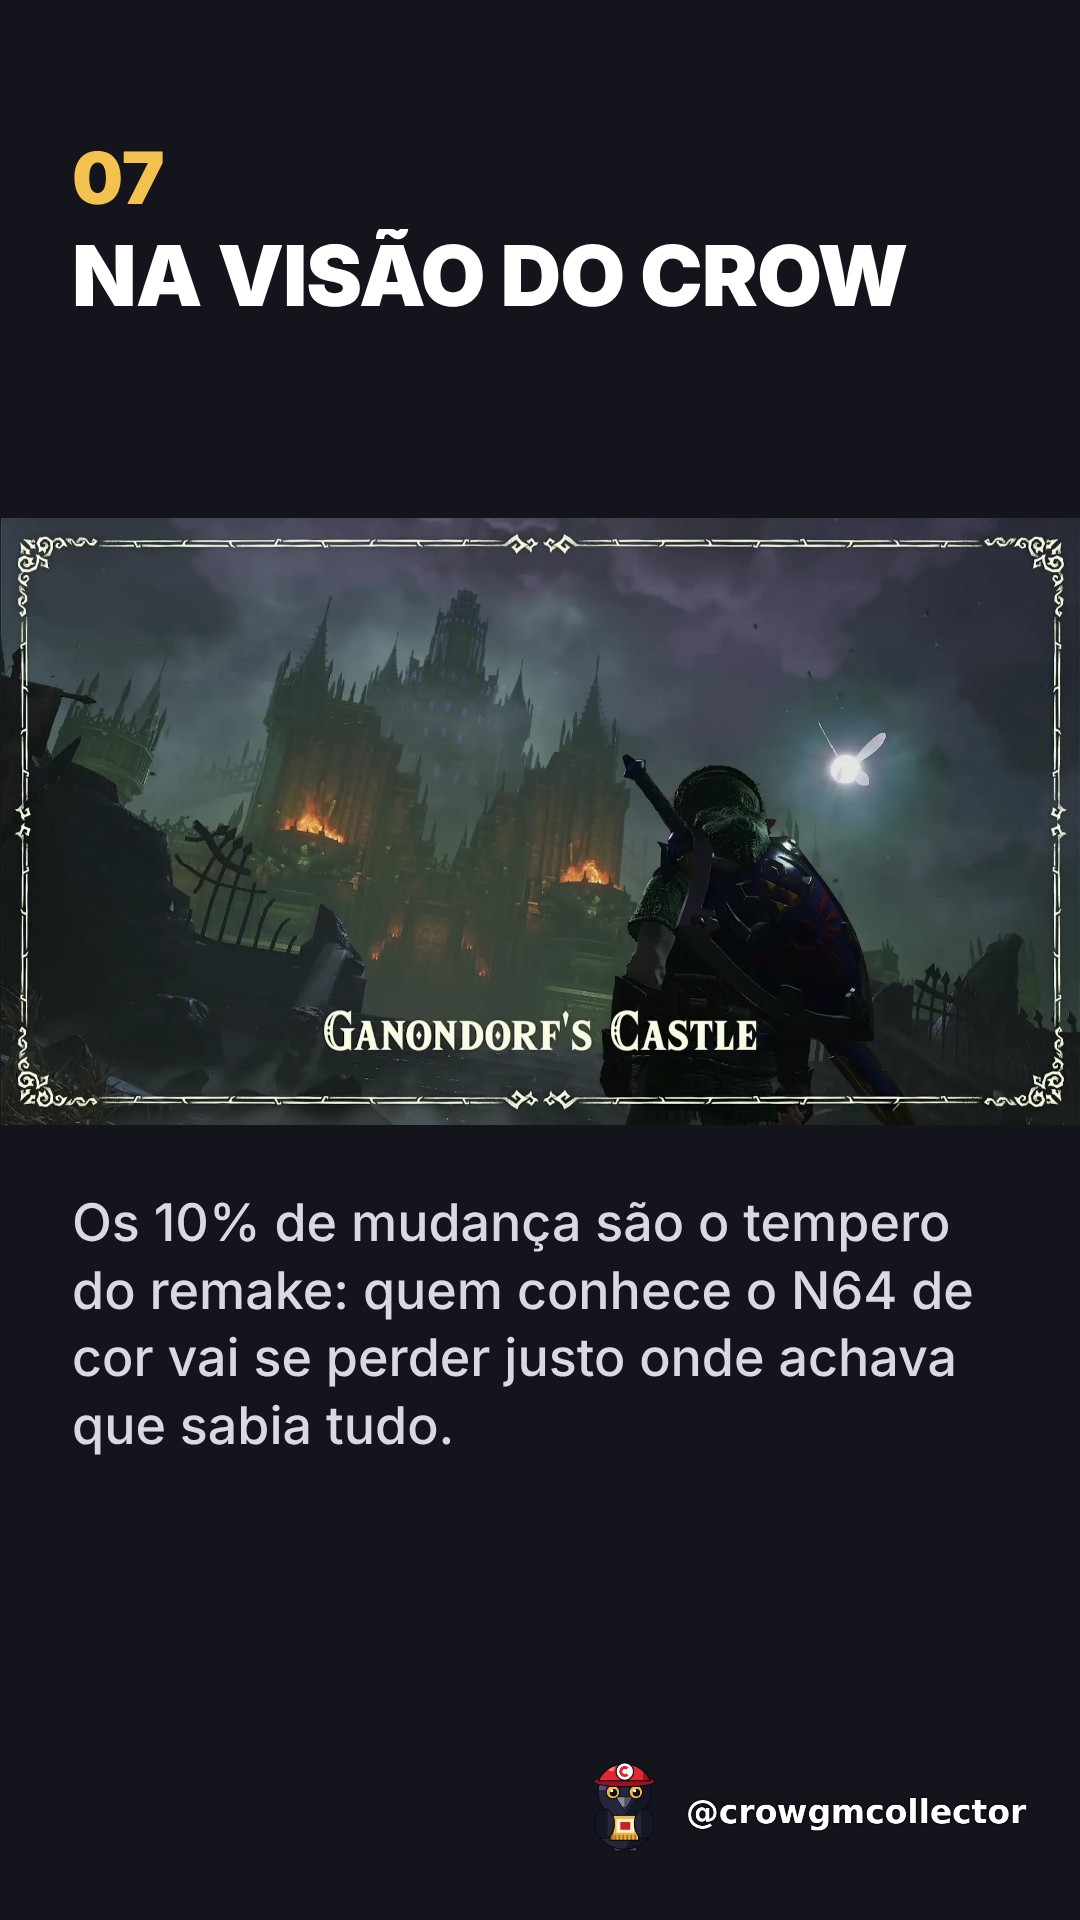 07
NA VISÃO DO CROW
GANONDORF'S CASTLE
Os 10% de mudança são o tempero
do remake: quem conhece o N64 de
cor vai se perder justo onde achava
que sabia tudo.
C
@crowgmcollector